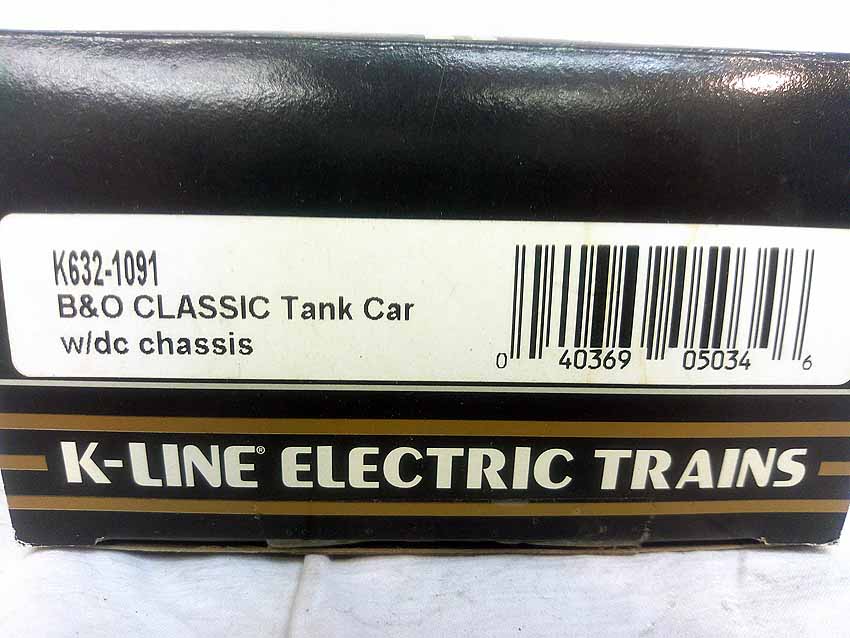 K632-1091
B&O CLASSIC Tank Car
w/dc chassis
0 40369 05034 6
K-LINE® ELECTRIC TRAINS